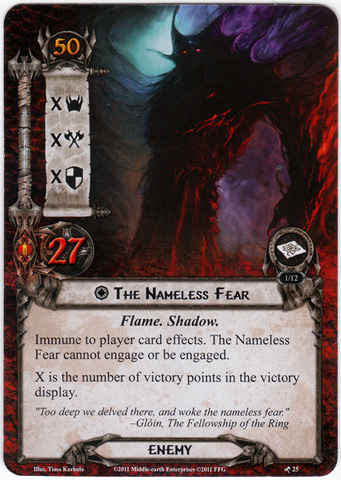 50
X
X
X
27
1/12
The Nameless Fear
Flame. Shadow.
Immune to player card effects. The Nameless
Fear cannot engage or be engaged.
X is the number of victory points in the victory
display.
"Too deep we delved there, and woke the nameless fear."
–Glóin, The Fellowship of the Ring
Enemy
Illus. Timo Karhula
©2011 Middle-earth Enterprises ©2011 FFG
25